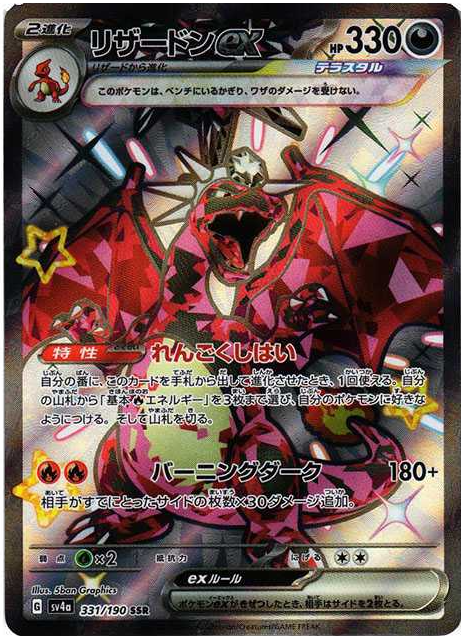 2進化 リザードンex HP330
リザードから進化 テラスタル
このポケモンは、ベンチにいるかぎり、ワザのダメージを受けない。
特性 れんごくしはい
自分の番に、このカードを手札から出して進化させたとき、1回使える。自分
の山札から「基本エネルギー」を3枚まで選び、自分のポケモンに好きな
ようにつける。そして山札を切る。
バーニングダーク 180+
相手がすでにとったサイドの枚数×30ダメージ追加。
弱点 ×2 抵抗力 にげる
Illus. 5ban Graphics
G sv4a 331/190 SSR
exルール
ポケモンexがきぜつしたとき、相手はサイドを2枚とる。